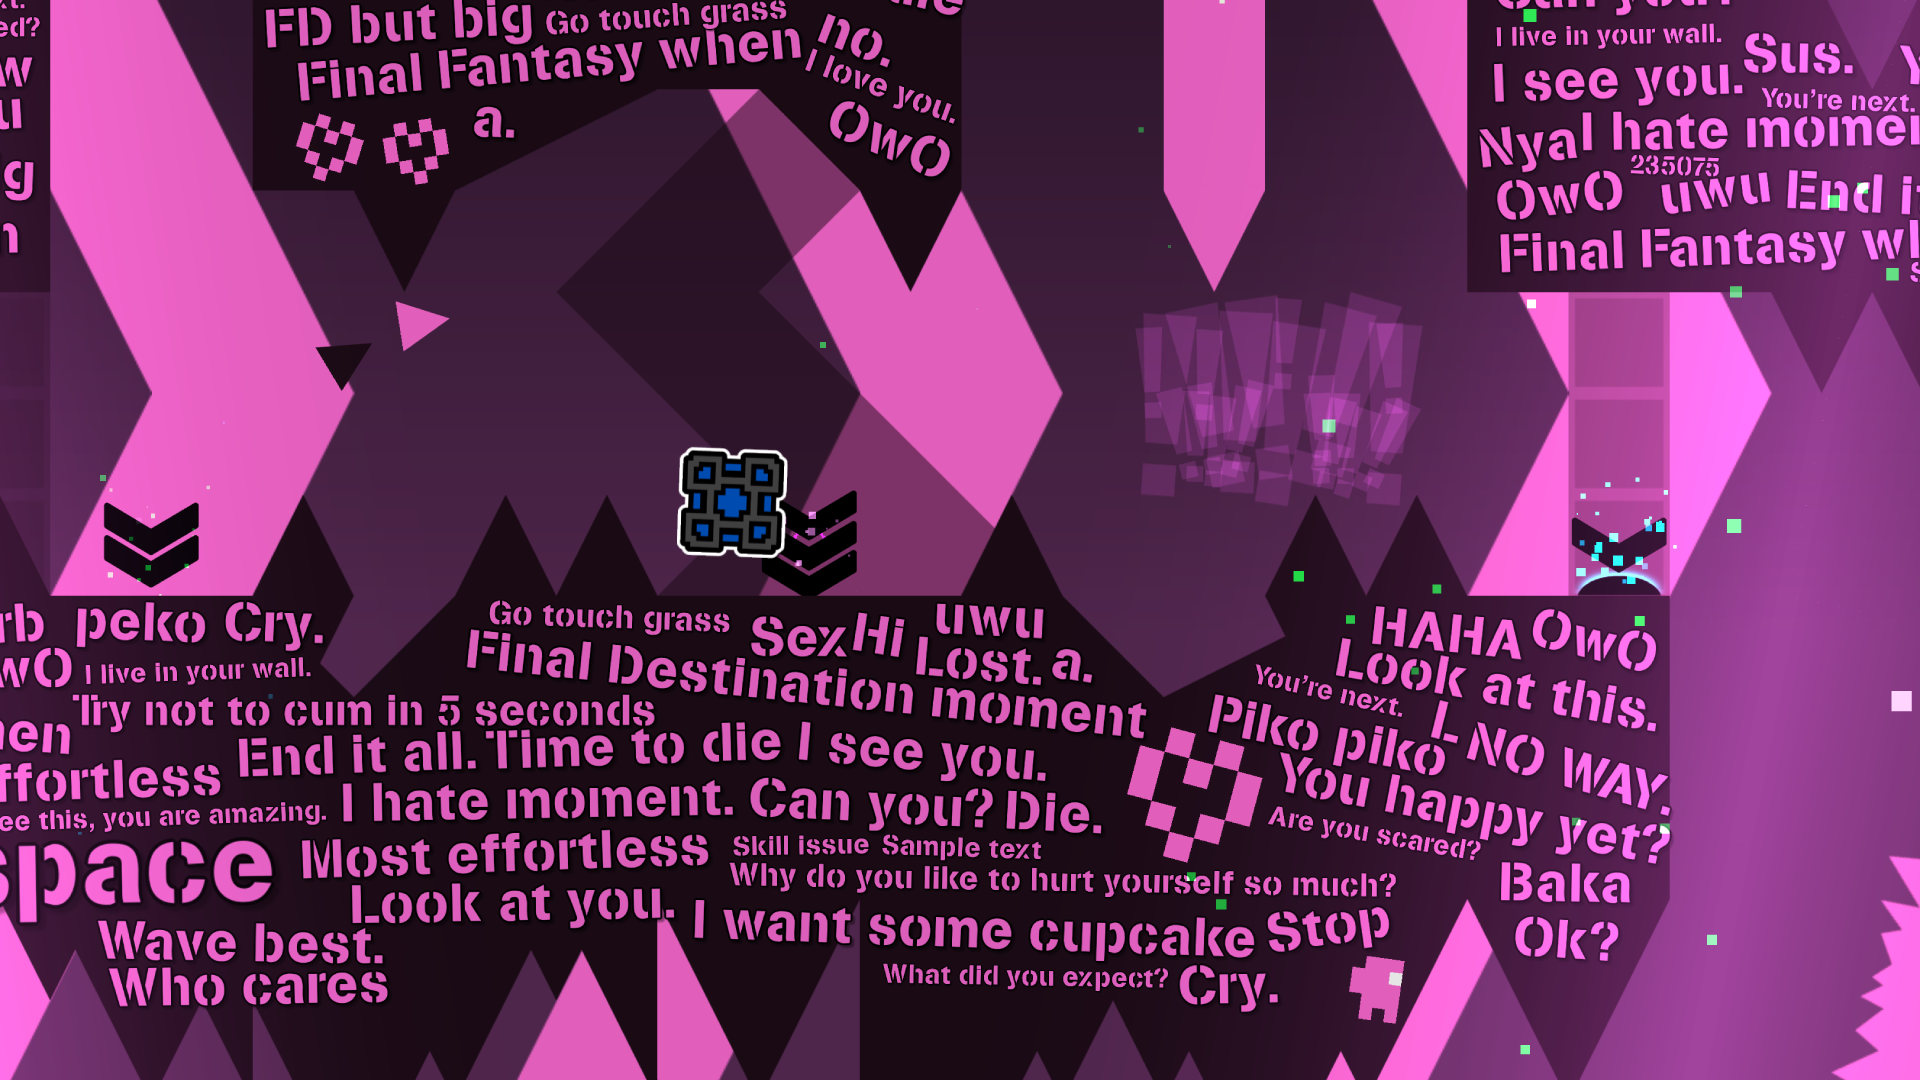 FD but big Go touch grass
Final Fantasy when
a.
no.
I love you.
OwO
I live in your wall.
I see you. Sus.
You're next.
Nya I hate
235075
OwO uwu End
Final Fantasy
peko Cry.
I live in your wall.
Try not to cum in 5 seconds
End it all. Time to die I see you.
I hate moment. Can you? Die.
you are amazing.
space
Most effortless
Look at you.
Wave best.
Who cares
Go touch grass Sex Hi uwu
Final Destination moment
Lost. a.
Skill issue Sample text
Why do you like to hurt yourself so much?
I want some cupcake Stop
What did you expect? Cry.
HAHA OwO
Look at this.
You're next.
Piko piko L NO WAY.
You happy yet?
Are you scared?
Baka
Ok?